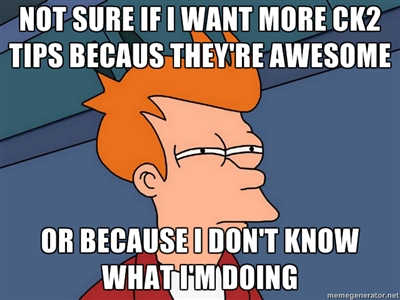 NOT SURE IF I WANT MORE CK2
TIPS BECAUS THEY'RE AWESOME
OR BECAUSE I DON'T KNOW
WHAT I'M DOING
memegenerator.net